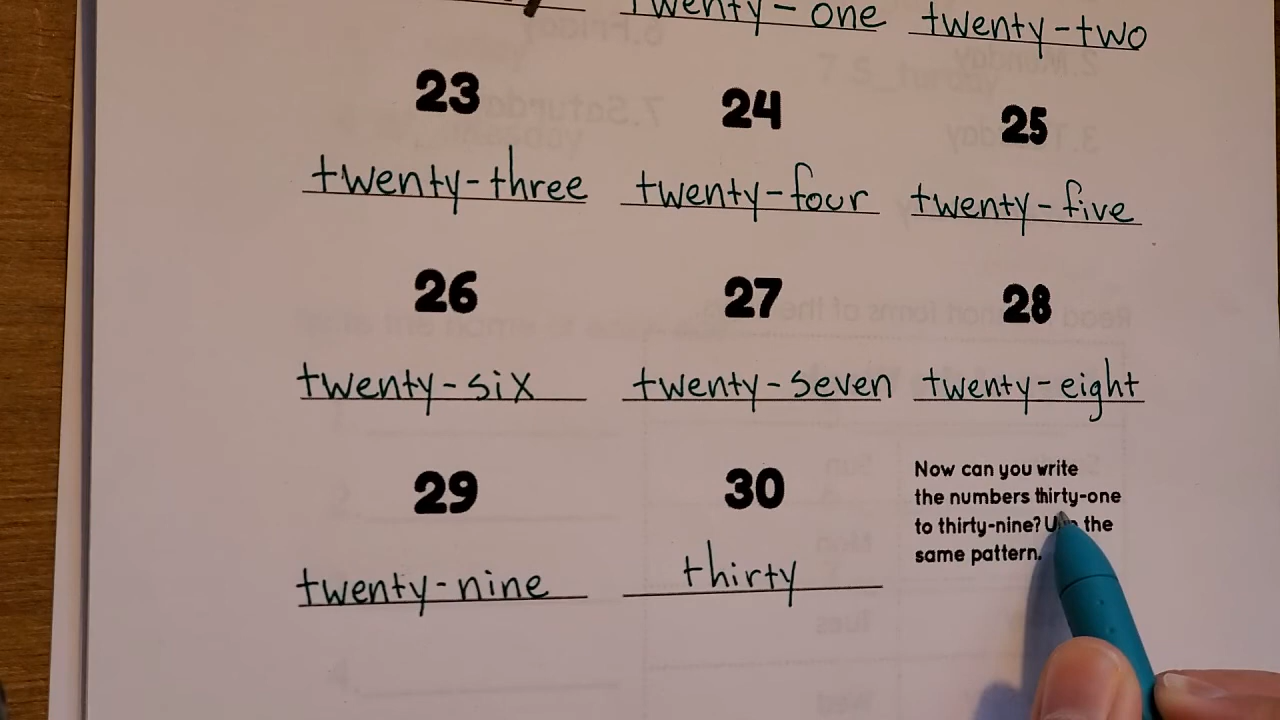 twenty-one twenty-two
23 24 25
twenty-three twenty-four twenty-five
26 27 28
twenty-six twenty-seven twenty-eight
29 30
twenty-nine thirty
Now can you write
the numbers thirty-one
to thirty-nine? Use the
same pattern.